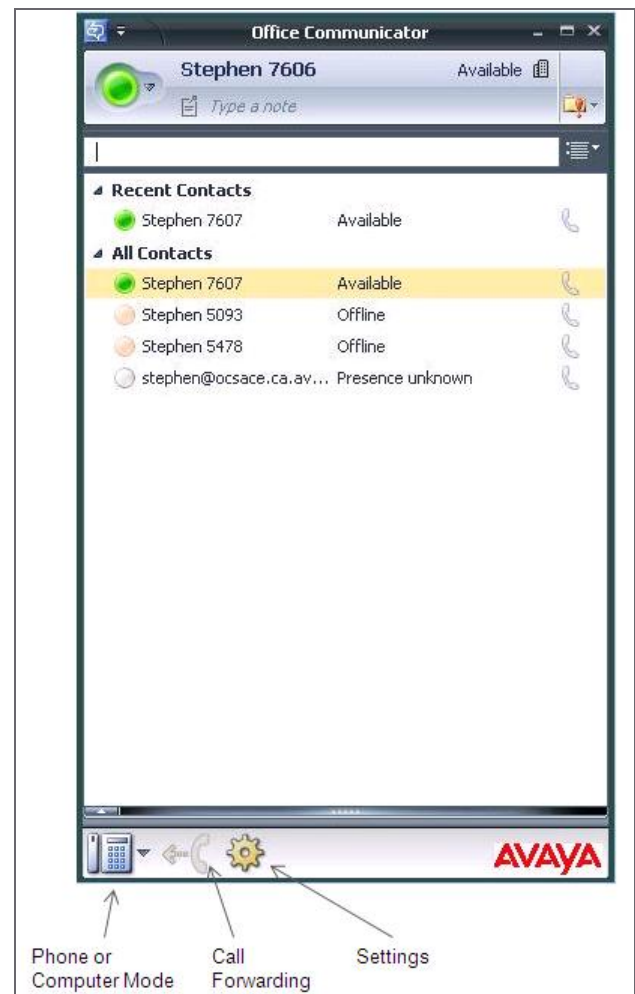 Office Communicator
Stephen 7606 Available
Type a note
Recent Contacts
Stephen 7607 Available
All Contacts
Stephen 7607 Available
Stephen 5093 Offline
Stephen 5478 Offline
stephen@ocsace.ca.av... Presence unknown
AVAYA
Phone or Call Settings
Computer Mode Forwarding